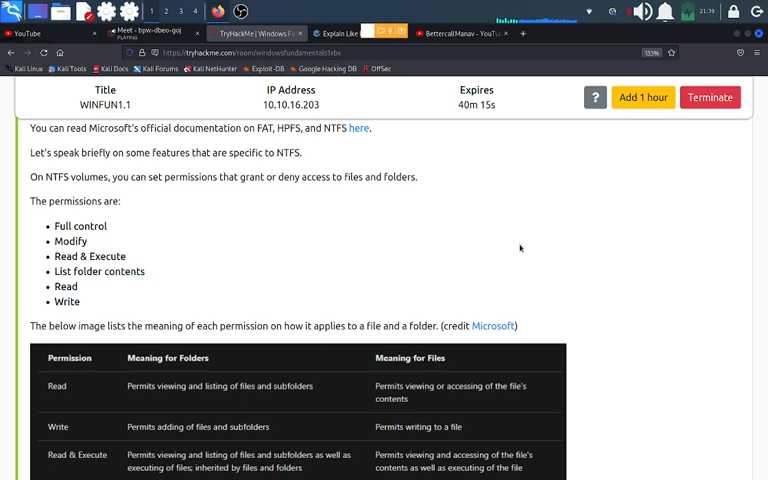 1 2 3 4
21:39
YouTube
Meet - bpw-dbeo-goj
PLAYING
TryHackMe | Windows Fun
Explain Like
BettercallManav - YouTu
https://tryhackme.com/room/windowsfundamentals1xbx
133%
Kali Linux Kali Tools Kali Docs Kali Forums Kali NetHunter Exploit-DB Google Hacking DB OffSec
Title IP Address Expires
WINFUN1.1 10.10.16.203 40m 15s
? Add 1 hour Terminate
You can read Microsoft's official documentation on FAT, HPFS, and NTFS here.
Let's speak briefly on some features that are specific to NTFS.
On NTFS volumes, you can set permissions that grant or deny access to files and folders.
The permissions are:
Full control
Modify
Read & Execute
List folder contents
Read
Write
The below image lists the meaning of each permission on how it applies to a file and a folder. (credit Microsoft)
Permission Meaning for Folders Meaning for Files
Read Permits viewing and listing of files and subfolders Permits viewing or accessing of the file's
contents
Write Permits adding of files and subfolders Permits writing to a file
Read & Execute Permits viewing and listing of files and subfolders as well as Permits viewing and accessing of the file's
executing of files; inherited by files and folders contents as well as executing of the file